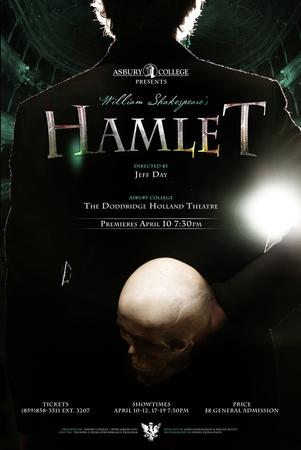 ASBURY COLLEGE
PRESENTS
William Shakespeare's
HAMLET
DIRECTED BY
JEFF DAY
ASBURY COLLEGE
THE DODDRIDGE HOLLAND THEATRE
PREMIERES APRIL 10 7:30PM
TICKETS
(859)858-3511 EXT. 3207
SHOWTIMES
APRIL 10-12, 17-19 7:30PM
PRICE
$8 GENERAL ADMISSION